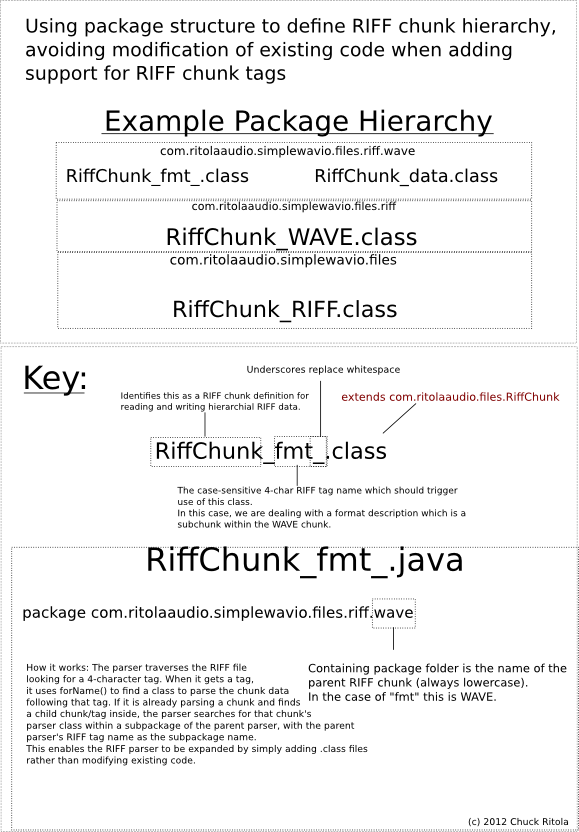 Using package structure to define RIFF chunk hierarchy,
avoiding modification of existing code when adding
support for RIFF chunk tags
Example Package Hierarchy
com.ritolaaudio.simplewavio.files.riff.wave
RiffChunk_fmt_.class RiffChunk_data.class
com.ritolaaudio.simplewavio.files.riff
RiffChunk_WAVE.class
com.ritolaaudio.simplewavio.files
RiffChunk_RIFF.class
Key:
Underscores replace whitespace
Identifies this as a RIFF chunk definition for
reading and writing hierarchial RIFF data.
extends com.ritolaaudio.files.RiffChunk
RiffChunk_fmt_.class
The case-sensitive 4-char RIFF tag name which should trigger
use of this class.
In this case, we are dealing with a format description which is a
subchunk within the WAVE chunk.
RiffChunk_fmt_.java
package com.ritolaaudio.simplewavio.files.riff.wave
How it works: The parser traverses the RIFF file
looking for a 4-character tag. When it gets a tag,
it uses forName() to find a class to parse the chunk data
following that tag. If it is already parsing a chunk and finds
a child chunk/tag inside, the parser searches for that chunk's
parser class within a subpackage of the parent parser, with the parent
parser's RIFF tag name as the subpackage name.
This enables the RIFF parser to be expanded by simply adding .class files
rather than modifying existing code.
Containing package folder is the name of the
parent RIFF chunk (always lowercase).
In the case of "fmt" this is WAVE.
(c) 2012 Chuck Ritola